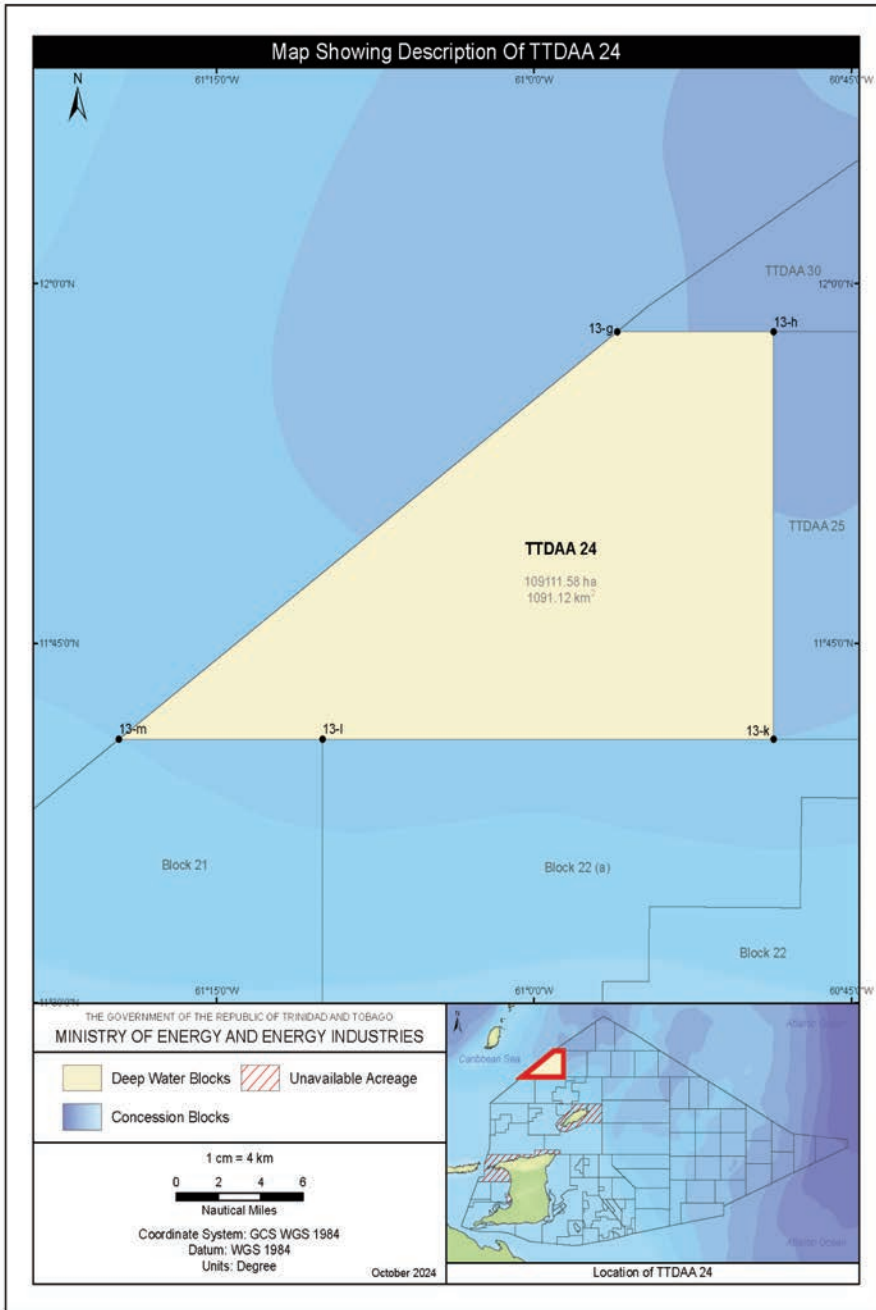 Map Showing Description Of TTDAA 24
N
61°15'0"W
61°0'0"W
60°45'0"W
TTDAA 30
12°0'0"N
12°0'0"N
13-g
13-h
TTDAA 25
TTDAA 24
109111.58 ha
1091.12 km²
11°45'0"N
11°45'0"N
13-m
13-l
13-k
Block 21
Block 22 (a)
Block 22
61°15'0"W
61°0'0"W
60°45'0"W
THE GOVERNMENT OF THE REPUBLIC OF TRINIDAD AND TOBAGO
MINISTRY OF ENERGY AND ENERGY INDUSTRIES
Deep Water Blocks
Unavailable Acreage
Concession Blocks
1 cm = 4 km
0 2 4 6
Nautical Miles
Coordinate System: GCS WGS 1984
Datum: WGS 1984
Units: Degree
October 2024
N
Caribbean Sea
Atlantic Ocean
Atlantic Ocean
Location of TTDAA 24